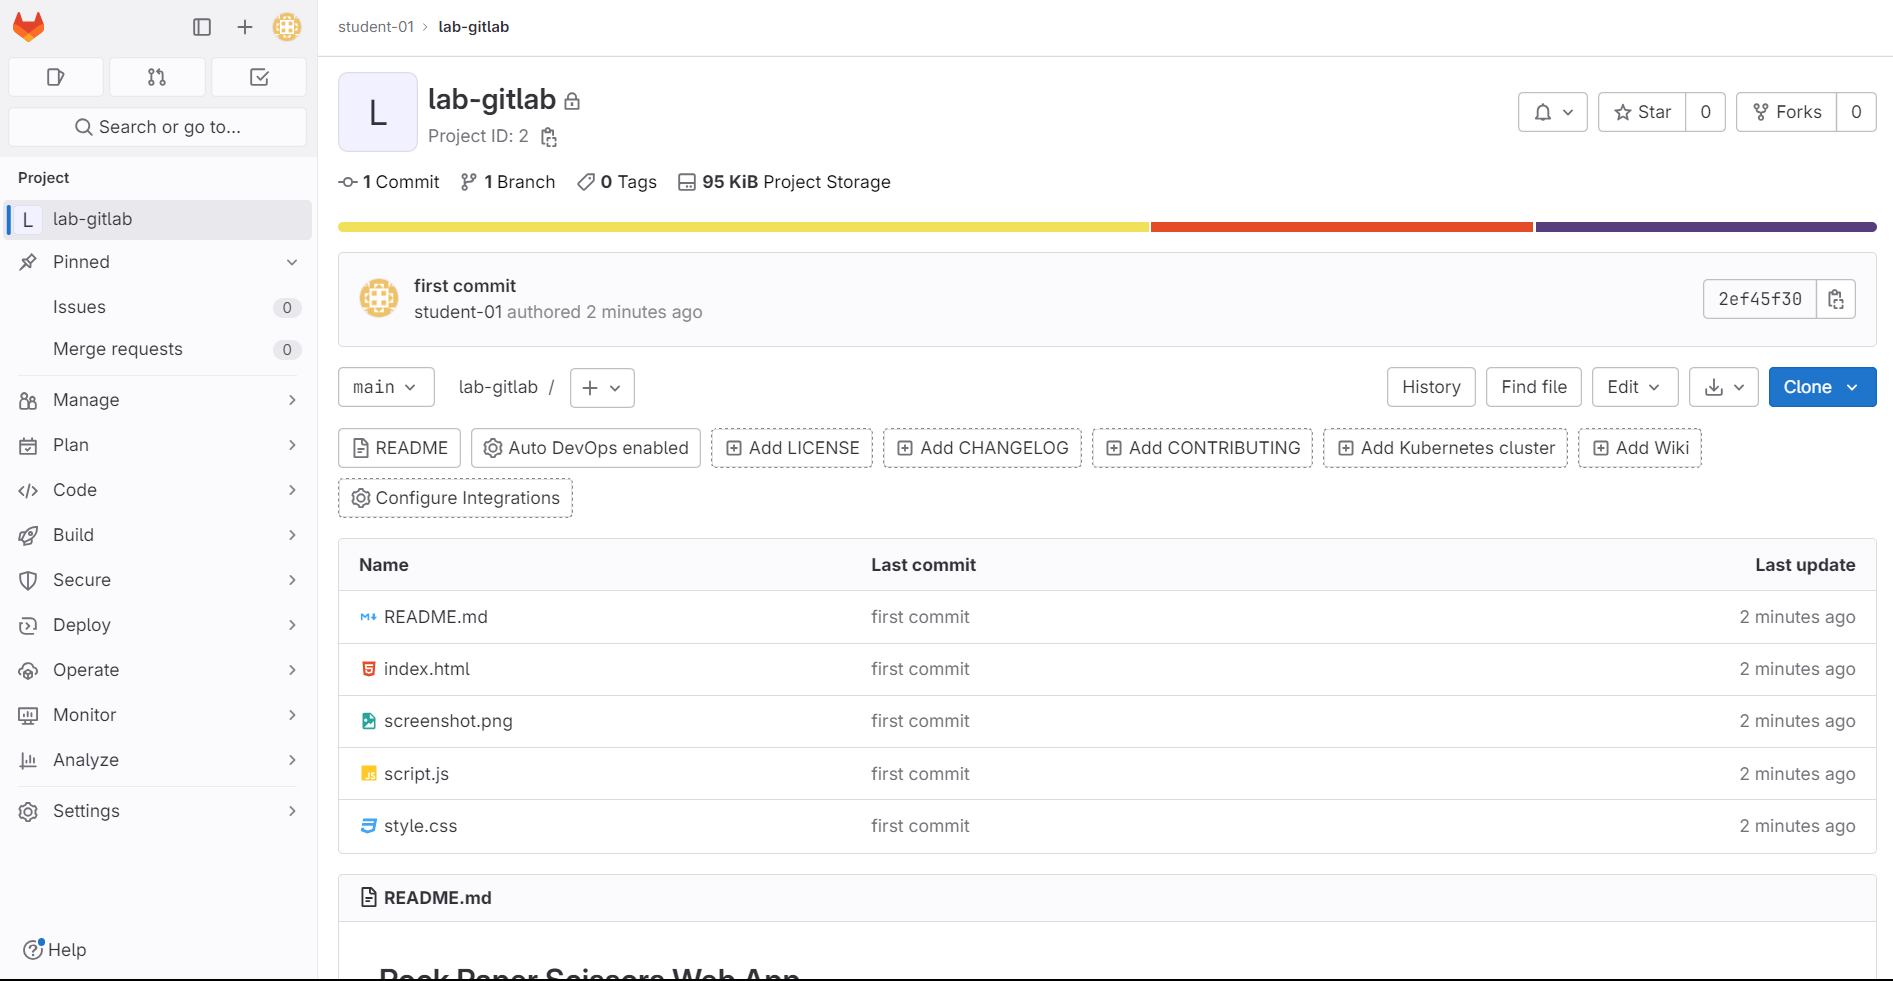 student-01 › lab-gitlab
Search or go to...
Project
L lab-gitlab
Pinned
Issues 0
Merge requests 0
Manage
Plan
Code
Build
Secure
Deploy
Operate
Monitor
Analyze
Settings
Help
L
lab-gitlab
Project ID: 2
Star 0
Forks 0
1 Commit
1 Branch
0 Tags
95 KiB Project Storage
first commit
student-01 authored 2 minutes ago
2ef45f30
main
lab-gitlab /
History
Find file
Edit
Clone
README
Auto DevOps enabled
Add LICENSE
Add CHANGELOG
Add CONTRIBUTING
Add Kubernetes cluster
Add Wiki
Configure Integrations
Name Last commit Last update
README.md first commit 2 minutes ago
index.html first commit 2 minutes ago
screenshot.png first commit 2 minutes ago
script.js first commit 2 minutes ago
style.css first commit 2 minutes ago
README.md
Rock Paper Scissors Web App